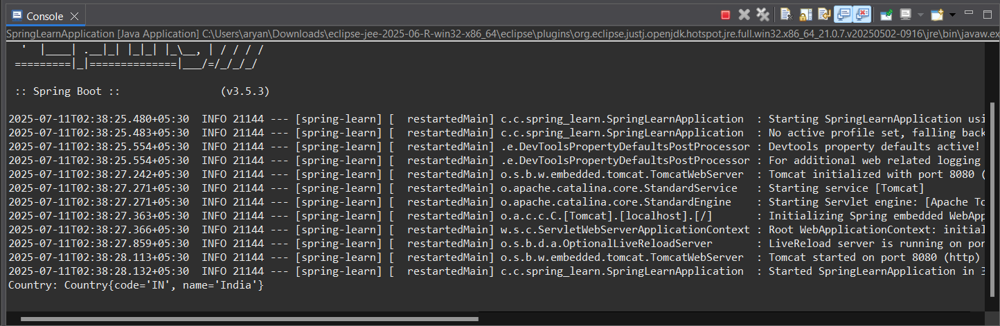 Console
SpringLearnApplication [Java Application] C:\Users\aryan\Downloads\eclipse-jee-2025-06-R-win32-x86_64\eclipse\plugins\org.eclipse.justj.openjdk.hotspot.jre.full.win32.x86_64_21.0.7.v20250502-0916\jre\bin\javaw.ex
  '  |____| .__|_| |_|_| |_\__, | / / / /
 =========|_|==============|___/=/_/_/_/
 :: Spring Boot ::                (v3.5.3)
2025-07-11T02:38:25.480+05:30  INFO 21144 --- [spring-learn] [  restartedMain] c.c.spring_learn.SpringLearnApplication  : Starting SpringLearnApplication usi
2025-07-11T02:38:25.483+05:30  INFO 21144 --- [spring-learn] [  restartedMain] c.c.spring_learn.SpringLearnApplication  : No active profile set, falling back
2025-07-11T02:38:25.554+05:30  INFO 21144 --- [spring-learn] [  restartedMain] .e.DevToolsPropertyDefaultsPostProcessor : Devtools property defaults active!
2025-07-11T02:38:25.554+05:30  INFO 21144 --- [spring-learn] [  restartedMain] .e.DevToolsPropertyDefaultsPostProcessor : For additional web related logging
2025-07-11T02:38:27.242+05:30  INFO 21144 --- [spring-learn] [  restartedMain] o.s.b.w.embedded.tomcat.TomcatWebServer  : Tomcat initialized with port 8080 (
2025-07-11T02:38:27.271+05:30  INFO 21144 --- [spring-learn] [  restartedMain] o.apache.catalina.core.StandardService   : Starting service [Tomcat]
2025-07-11T02:38:27.271+05:30  INFO 21144 --- [spring-learn] [  restartedMain] o.apache.catalina.core.StandardEngine    : Starting Servlet engine: [Apache To
2025-07-11T02:38:27.363+05:30  INFO 21144 --- [spring-learn] [  restartedMain] o.a.c.c.C.[Tomcat].[localhost].[/]       : Initializing Spring embedded WebApp
2025-07-11T02:38:27.366+05:30  INFO 21144 --- [spring-learn] [  restartedMain] w.s.c.ServletWebServerApplicationContext : Root WebApplicationContext: initial
2025-07-11T02:38:27.859+05:30  INFO 21144 --- [spring-learn] [  restartedMain] o.s.b.d.a.OptionalLiveReloadServer       : LiveReload server is running on por
2025-07-11T02:38:28.113+05:30  INFO 21144 --- [spring-learn] [  restartedMain] o.s.b.w.embedded.tomcat.TomcatWebServer  : Tomcat started on port 8080 (http)
2025-07-11T02:38:28.132+05:30  INFO 21144 --- [spring-learn] [  restartedMain] c.c.spring_learn.SpringLearnApplication  : Started SpringLearnApplication in 3
Country: Country{code='IN', name='India'}